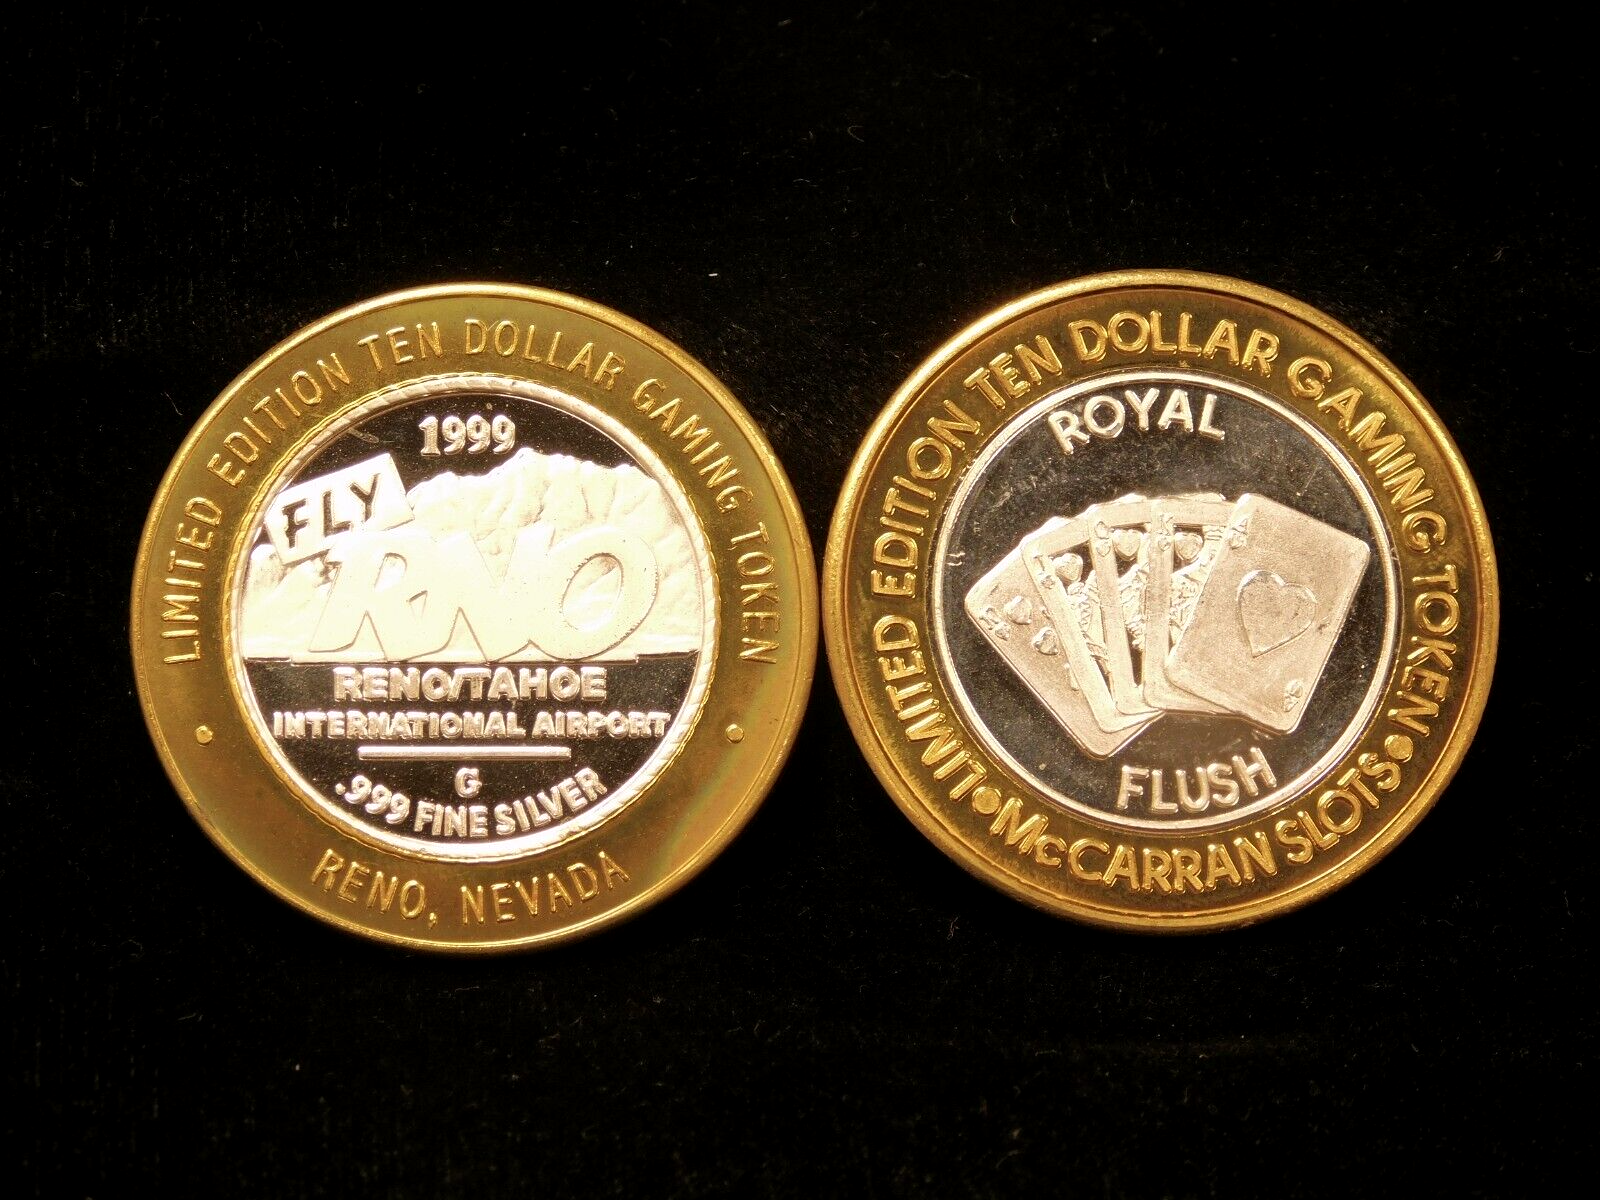 LIMITED EDITION TEN DOLLAR GAMING TOKEN
1999
FLY
RNO
RENO/TAHOE
INTERNATIONAL AIRPORT
G
.999 FINE SILVER
• RENO, NEVADA •
LIMITED EDITION TEN DOLLAR GAMING TOKEN
ROYAL
FLUSH
• McCARRAN SLOTS •